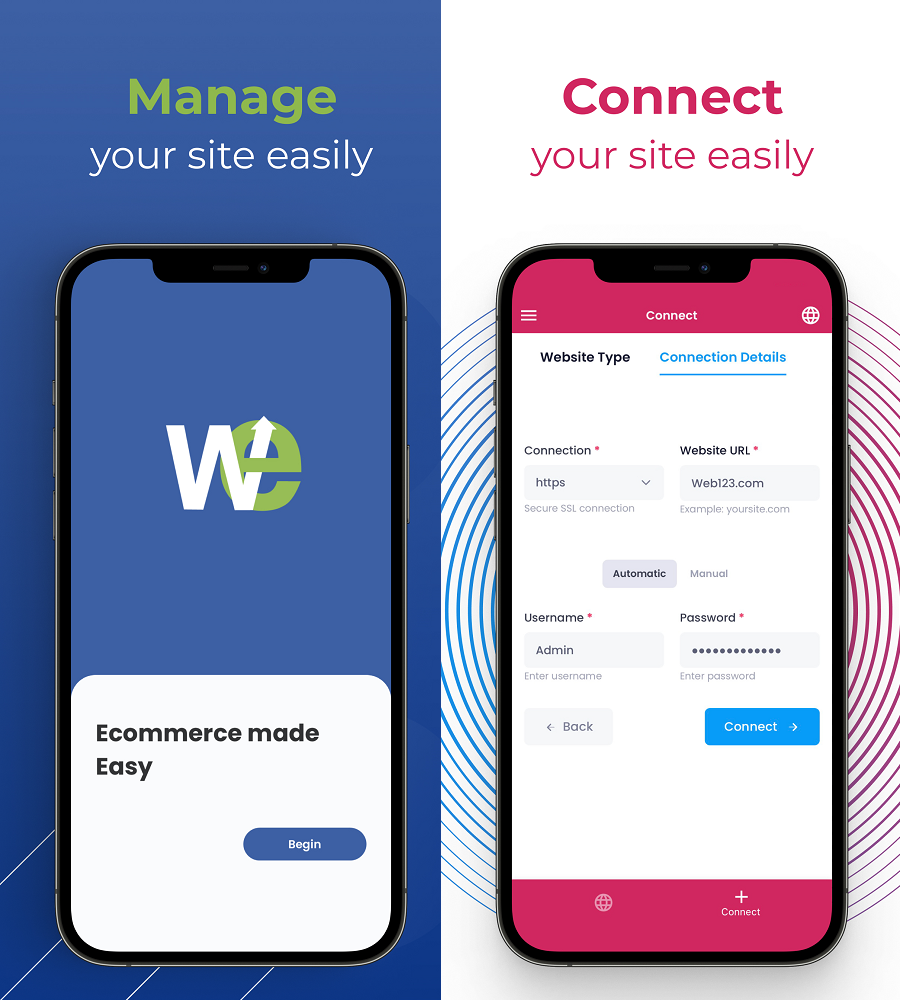 Manage
your site easily
We
Ecommerce made
Easy
Begin
Connect
your site easily
Connect
Website Type Connection Details
Connection * Website URL *
https Web123.com
Secure SSL connection Example: yoursite.com
Automatic Manual
Username * Password *
Admin •••••••••••••
Enter username Enter password
← Back Connect →
Connect